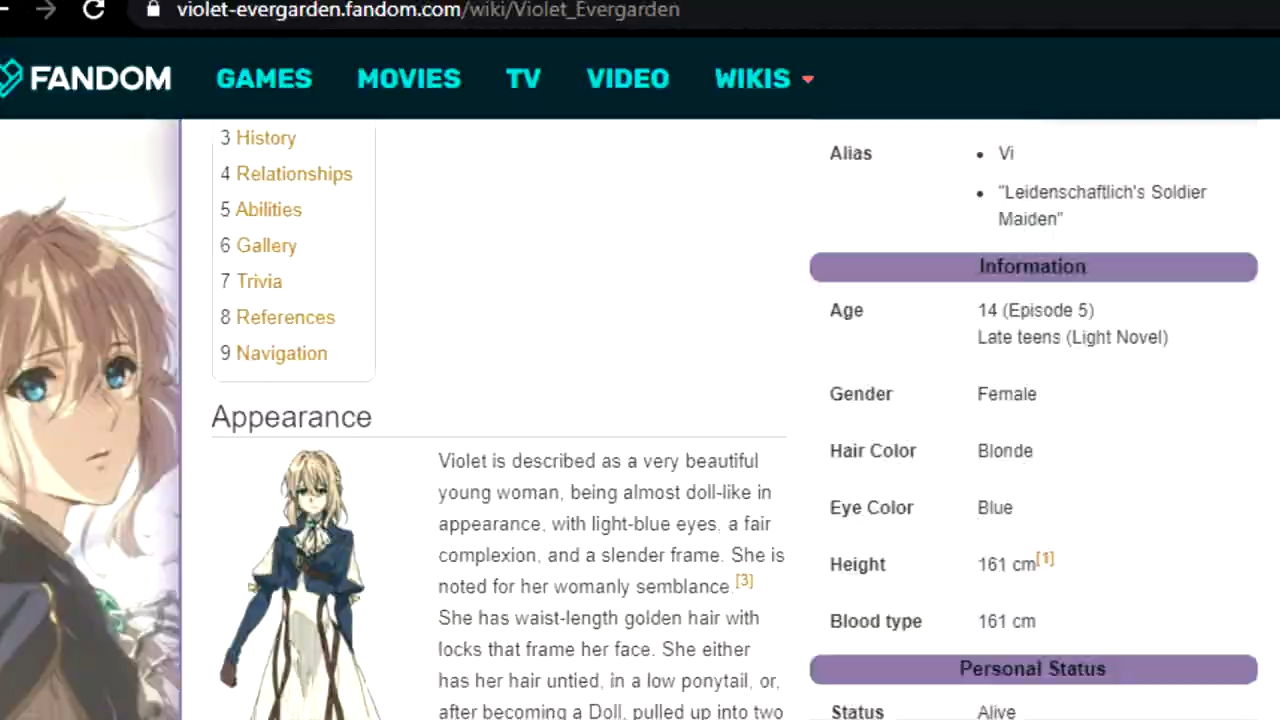 violet-evergarden.fandom.com/wiki/Violet_Evergarden
FANDOM GAMES MOVIES TV VIDEO WIKIS
3 History
4 Relationships
5 Abilities
6 Gallery
7 Trivia
8 References
9 Navigation
Appearance
Violet is described as a very beautiful
young woman, being almost doll-like in
appearance, with light-blue eyes, a fair
complexion, and a slender frame. She is
noted for her womanly semblance.[3]
She has waist-length golden hair with
locks that frame her face. She either
has her hair untied, in a low ponytail, or,
after becoming a Doll, pulled up into two
Alias
Vi
"Leidenschaftlich's Soldier
Maiden"
Information
Age 14 (Episode 5)
Late teens (Light Novel)
Gender Female
Hair Color Blonde
Eye Color Blue
Height 161 cm[1]
Blood type 161 cm
Personal Status
Status Alive